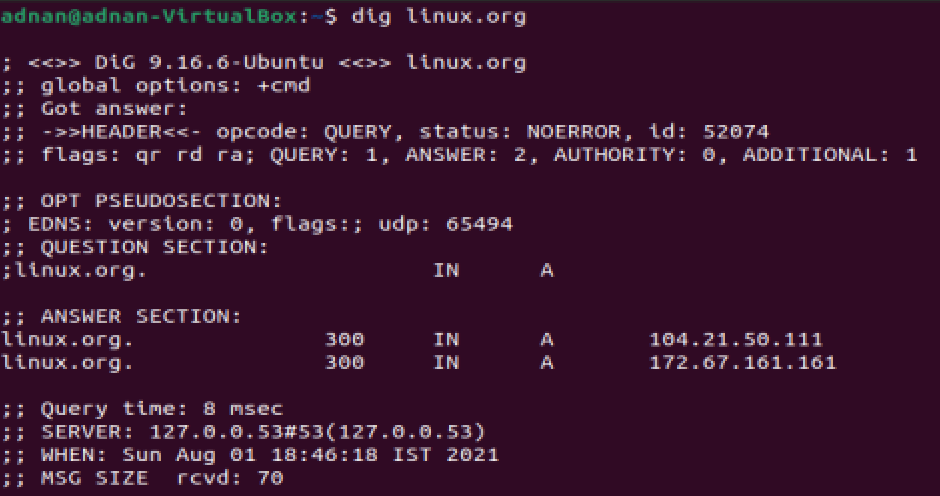 adnan@adnan-VirtualBox:~$ dig linux.org
; <<>> DiG 9.16.6-Ubuntu <<>> linux.org
;; global options: +cmd
;; Got answer:
;; ->>HEADER<<- opcode: QUERY, status: NOERROR, id: 52074
;; flags: qr rd ra; QUERY: 1, ANSWER: 2, AUTHORITY: 0, ADDITIONAL: 1
;; OPT PSEUDOSECTION:
; EDNS: version: 0, flags:; udp: 65494
;; QUESTION SECTION:
;linux.org. IN A
;; ANSWER SECTION:
linux.org. 300 IN A 104.21.50.111
linux.org. 300 IN A 172.67.161.161
;; Query time: 8 msec
;; SERVER: 127.0.0.53#53(127.0.0.53)
;; WHEN: Sun Aug 01 18:46:18 IST 2021
;; MSG SIZE rcvd: 70